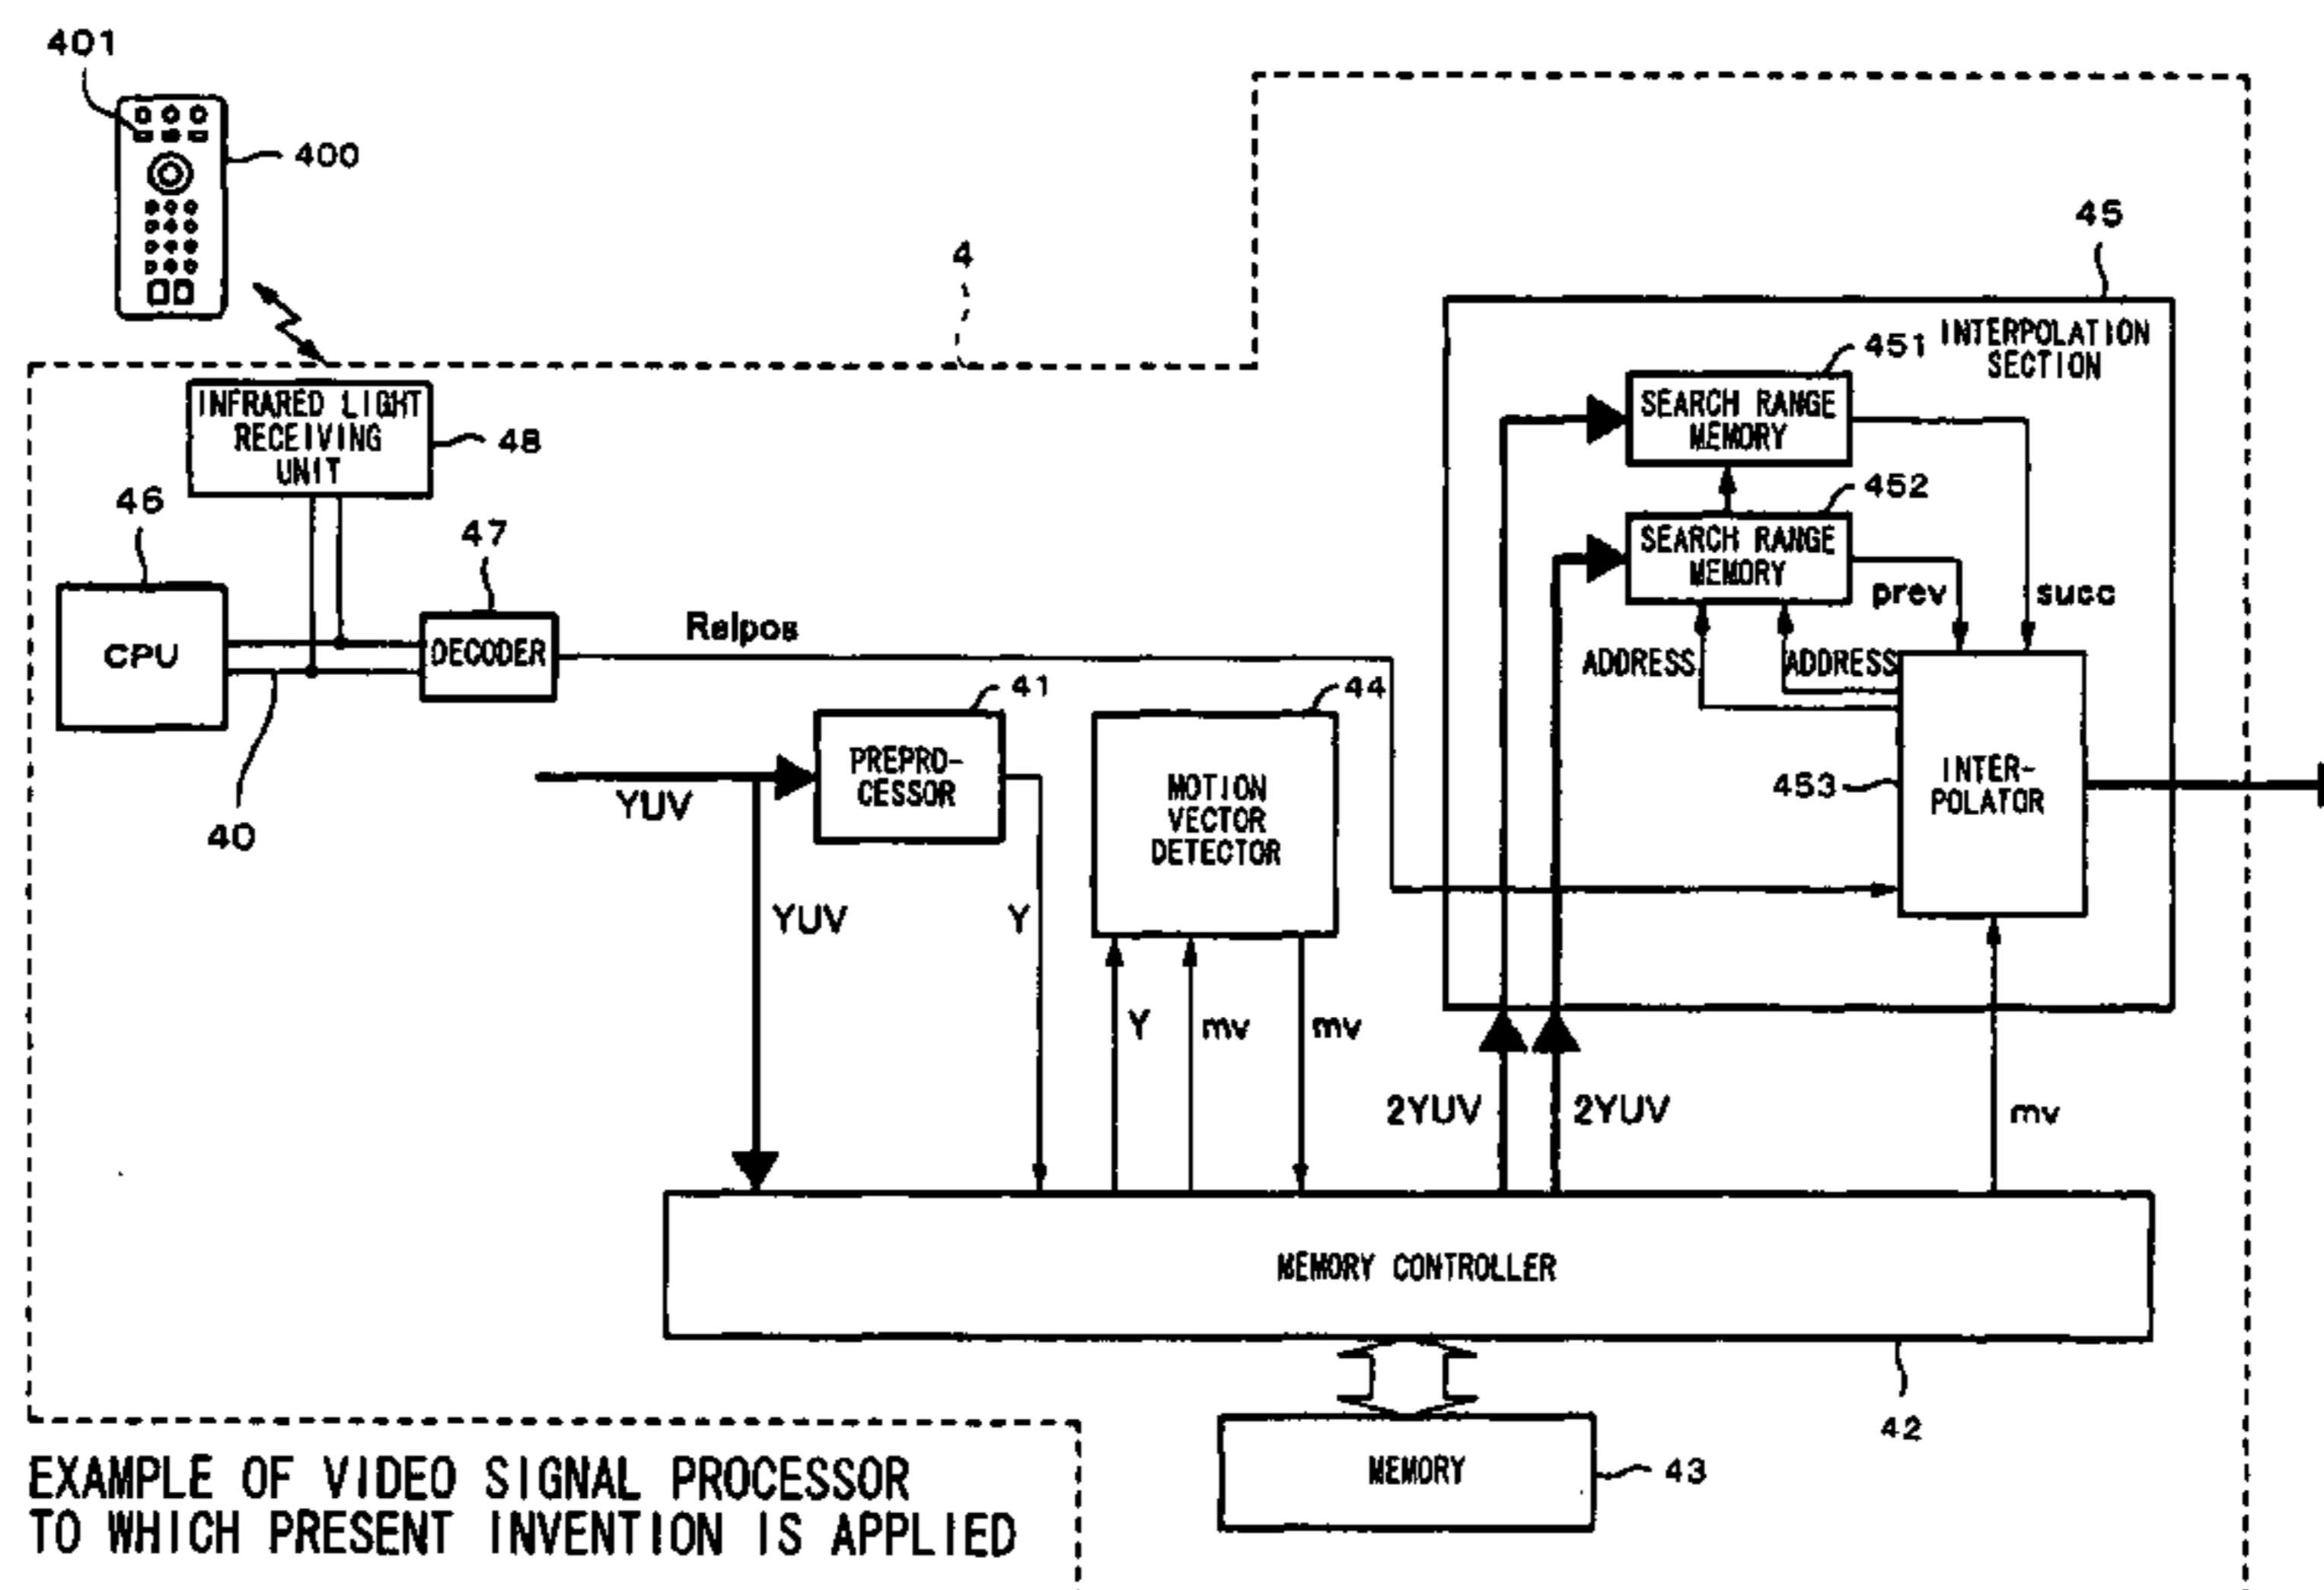 401
400
4
45
INTERPOLATION
SECTION
451
SEARCH RANGE
MEMORY
INFRARED LIGHT
RECEIVING
UNIT
48
46
47
452
SEARCH RANGE
MEMORY
prev
succ
CPU
DECODER
Relpos
ADDRESS
ADDRESS
41
44
PREPRO-
CESSOR
MOTION
VECTOR
DETECTOR
453
INTER-
POLATOR
YUV
40
YUV
Y
Y
mv
mv
2YUV
2YUV
mv
MEMORY CONTROLLER
42
MEMORY
43
EXAMPLE OF VIDEO SIGNAL PROCESSOR
TO WHICH PRESENT INVENTION IS APPLIED